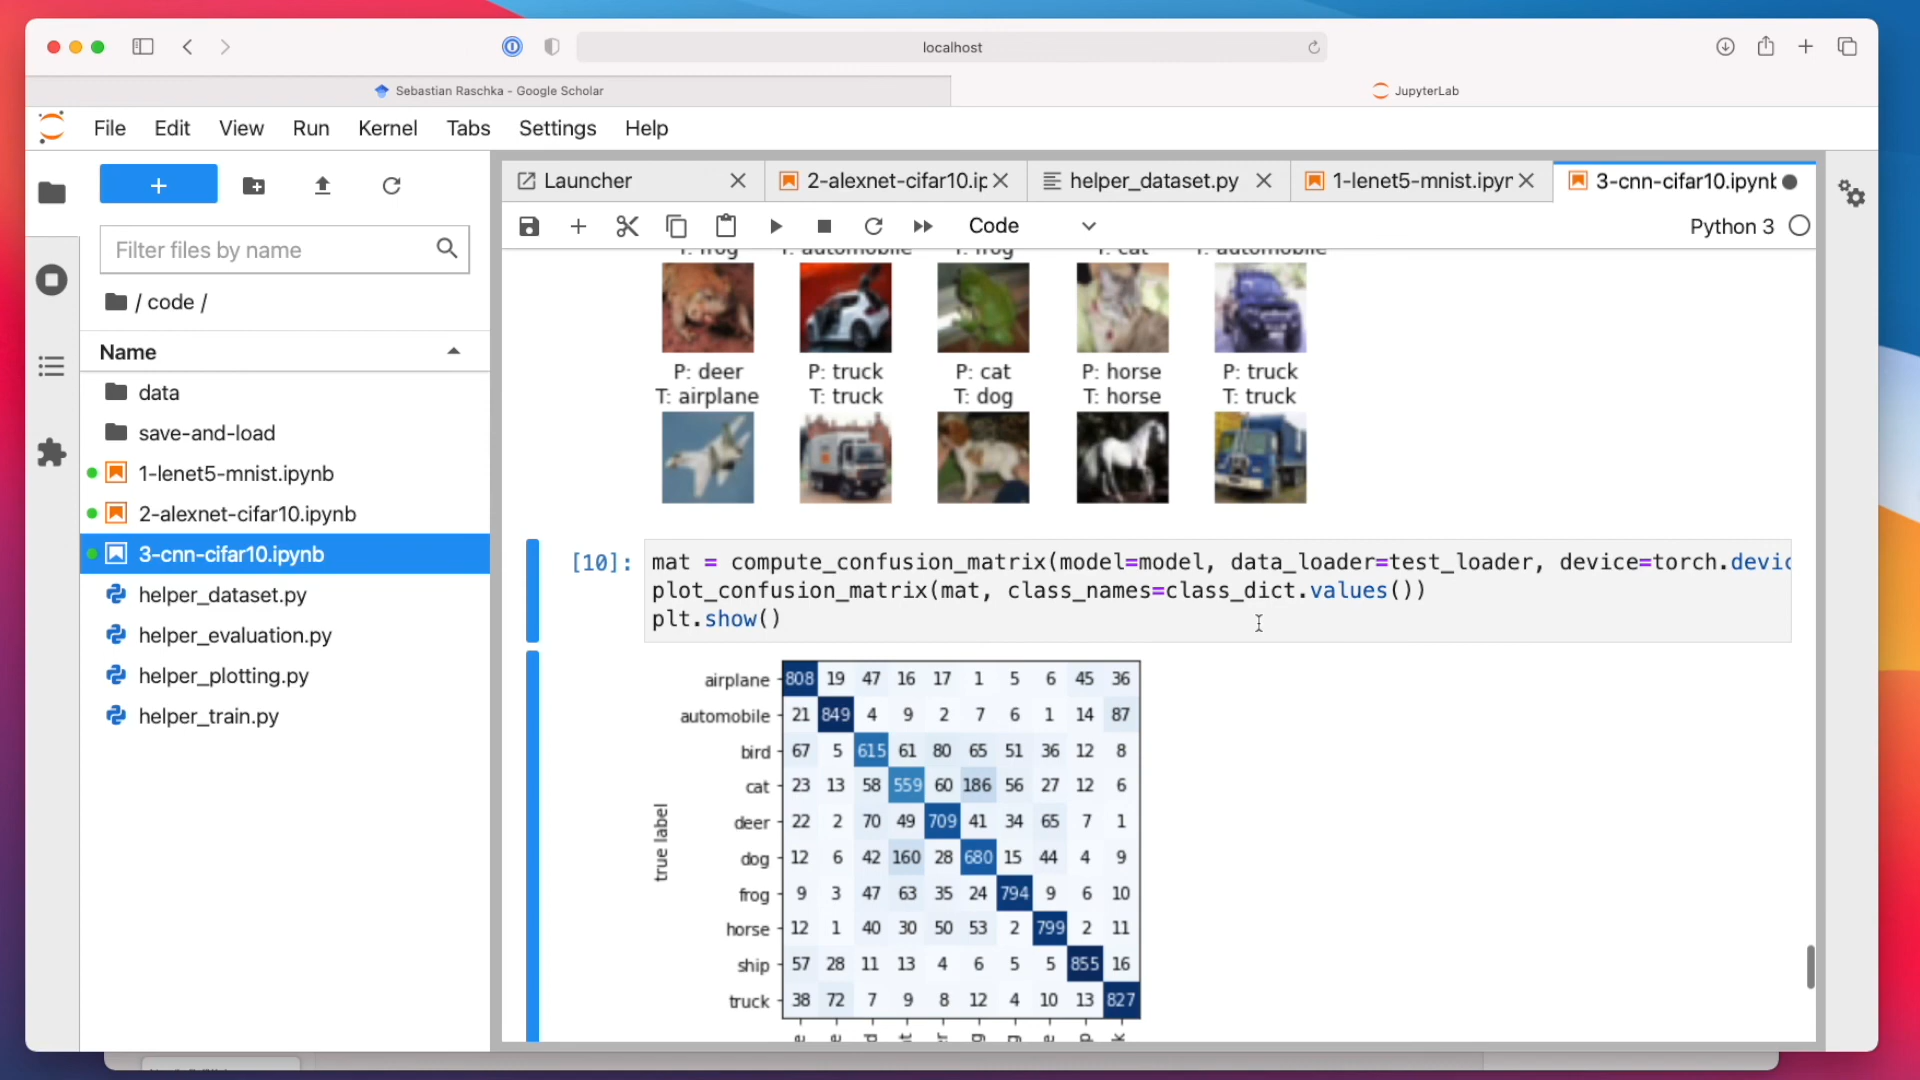 localhost
Sebastian Raschka - Google Scholar
JupyterLab
File Edit View Run Kernel Tabs Settings Help
Launcher
2-alexnet-cifar10.ip
helper_dataset.py
1-lenet5-mnist.ipyn
3-cnn-cifar10.ipynb
Code
Python 3
Filter files by name
/ code /
Name
data
save-and-load
1-lenet5-mnist.ipynb
2-alexnet-cifar10.ipynb
3-cnn-cifar10.ipynb
helper_dataset.py
helper_evaluation.py
helper_plotting.py
helper_train.py
T: frog T: automobile T: frog T: cat T: automobile
P: deer P: truck P: cat P: horse P: truck
T: airplane T: truck T: dog T: horse T: truck
[10]: mat = compute_confusion_matrix(model=model, data_loader=test_loader, device=torch.devic
plot_confusion_matrix(mat, class_names=class_dict.values())
plt.show()
true label
airplane 808 19 47 16 17 1 5 6 45 36
automobile 21 849 4 9 2 7 6 1 14 87
bird 67 5 615 61 80 65 51 36 12 8
cat 23 13 58 559 60 186 56 27 12 6
deer 22 2 70 49 709 41 34 65 7 1
dog 12 6 42 160 28 680 15 44 4 9
frog 9 3 47 63 35 24 794 9 6 10
horse 12 1 40 30 50 53 2 799 2 11
ship 57 28 11 13 4 6 5 5 855 16
truck 38 72 7 9 8 12 4 10 13 827
e e d t er g g e p k